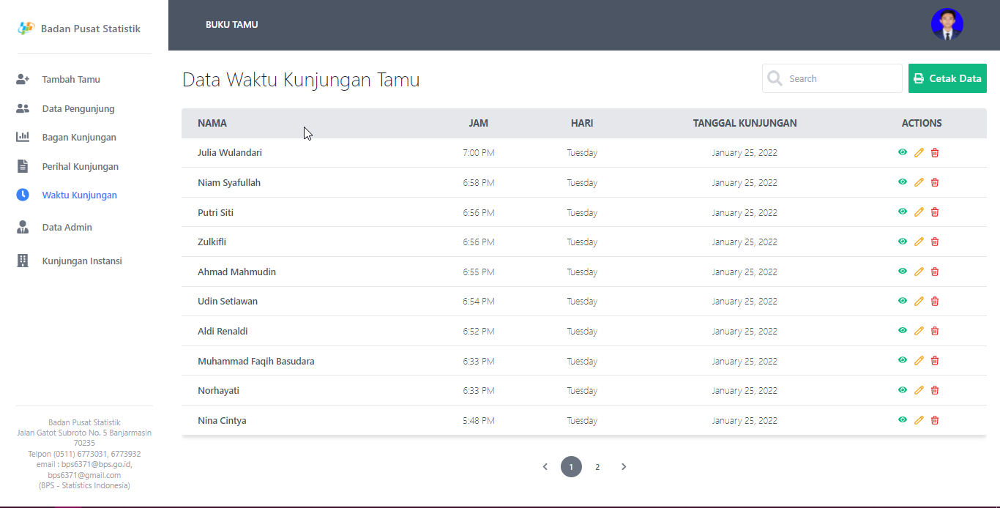 Badan Pusat Statistik
BUKU TAMU
Tambah Tamu
Data Pengunjung
Bagan Kunjungan
Perihal Kunjungan
Waktu Kunjungan
Data Admin
Kunjungan Instansi
Badan Pusat Statistik
Jalan Gatot Subroto No. 5 Banjarmasin
70235
Telpon (0511) 6773031, 6773932
email : bps6371@bps.go.id,
bps6371@gmail.com
(BPS - Statistics Indonesia)
Data Waktu Kunjungan Tamu
Search
Cetak Data
NAMA JAM HARI TANGGAL KUNJUNGAN ACTIONS
Julia Wulandari 7:00 PM Tuesday January 25, 2022
Niam Syafullah 6:58 PM Tuesday January 25, 2022
Putri Siti 6:56 PM Tuesday January 25, 2022
Zulkifli 6:56 PM Tuesday January 25, 2022
Ahmad Mahmudin 6:55 PM Tuesday January 25, 2022
Udin Setiawan 6:54 PM Tuesday January 25, 2022
Aldi Renaldi 6:52 PM Tuesday January 25, 2022
Muhammad Faqih Basudara 6:33 PM Tuesday January 25, 2022
Norhayati 6:33 PM Tuesday January 25, 2022
Nina Cintya 5:48 PM Tuesday January 25, 2022
1 2